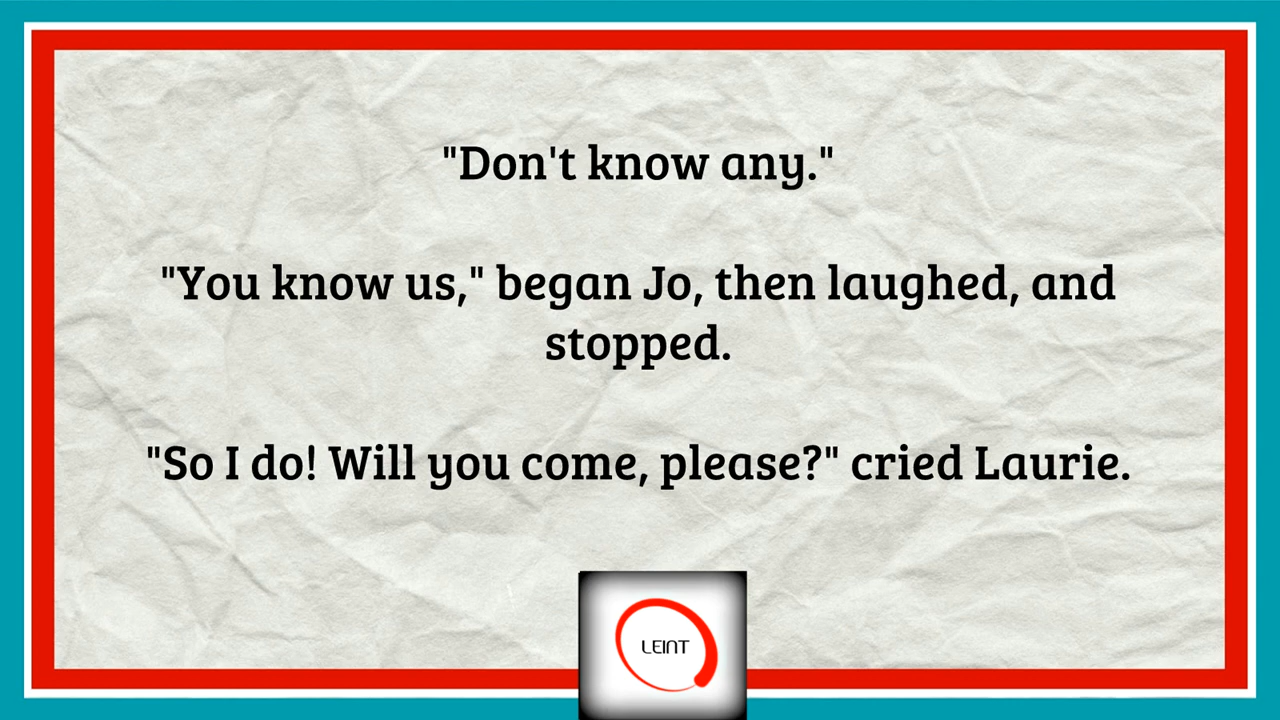 "Don't know any."
"You know us," began Jo, then laughed, and
stopped.
"So I do! Will you come, please?" cried Laurie.
LEINT